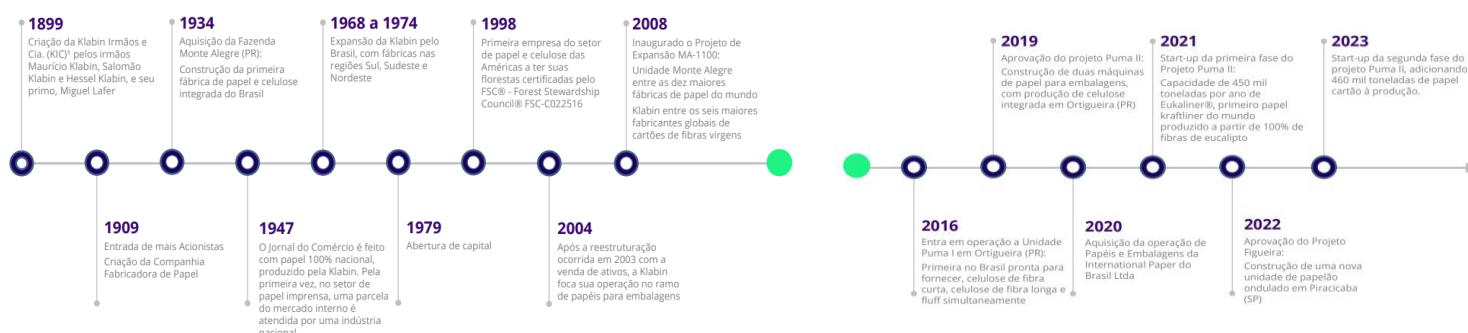 1899
Criação da Klabin Irmãos e
Cia. (KIC)¹ pelos irmãos
Maurício Klabin, Salomão
Klabin e Hessel Klabin, e seu
primo, Miguel Lafer
1909
Entrada de mais Acionistas
Criação da Companhia
Fabricadora de Papel
1934
Aquisição da Fazenda
Monte Alegre (PR):
Construção da primeira
fábrica de papel e celulose
integrada do Brasil
1947
O Jornal do Comércio é feito
com papel 100% nacional,
produzido pela Klabin. Pela
primeira vez, no setor de
papel imprensa, uma parcela
do mercado interno é
atendida por uma indústria
nacional
1968 a 1974
Expansão da Klabin pelo
Brasil, com fábricas nas
regiões Sul, Sudeste e
Nordeste
1979
Abertura de capital
1998
Primeira empresa do setor
de papel e celulose das
Américas a ter suas
florestas certificadas pelo
FSC® - Forest Stewardship
Council® FSC-C022516
2004
Após a reestruturação
ocorrida em 2003 com a
venda de ativos, a Klabin
foca sua operação no ramo
de papéis para embalagens
2008
Inaugurado o Projeto de
Expansão MA-1100:
Unidade Monte Alegre
entre as dez maiores
fábricas de papel do mundo
Klabin entre os seis maiores
fabricantes globais de
cartões de fibras virgens
2016
Entra em operação a Unidade
Puma I em Ortigueira (PR):
Primeira no Brasil pronta para
fornecer, celulose de fibra
curta, celulose de fibra longa e
fluff simultaneamente
2019
Aprovação do projeto Puma II:
Construção de duas máquinas
de papel para embalagens,
com produção de celulose
integrada em Ortigueira (PR)
2020
Aquisição da operação de
Papéis e Embalagens da
International Paper do
Brasil Ltda
2021
Start-up da primeira fase do
Projeto Puma II:
Capacidade de 450 mil
toneladas por ano de
Eukaliner®, primeiro papel
kraftliner do mundo
produzido a partir de 100% de
fibras de eucalipto
2022
Aprovação do Projeto
Figueira:
Construção de uma nova
unidade de papelão
ondulado em Piracicaba
(SP)
2023
Start-up da segunda fase do
projeto Puma II, adicionando
460 mil toneladas de papel
cartão à produção.